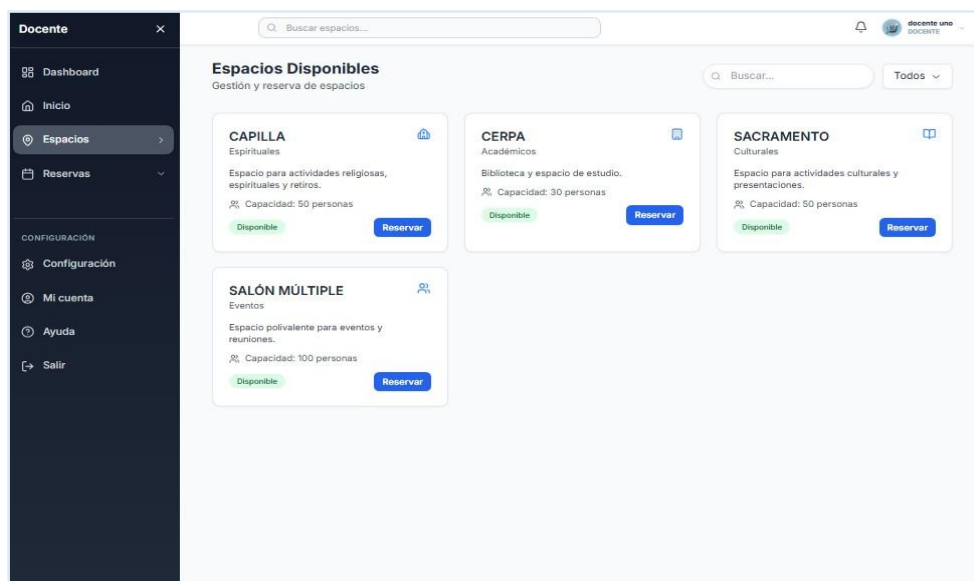 Docente
Dashboard
Inicio
Espacios
Reservas
CONFIGURACIÓN
Configuración
Mi cuenta
Ayuda
Salir
Buscar espacios...
docente uno
DOCENTE
Espacios Disponibles
Gestión y reserva de espacios
Buscar...
Todos
CAPILLA
Espirituales
Espacio para actividades religiosas,
espirituales y retiros.
Capacidad: 50 personas
Disponible
Reservar
CERPA
Académicos
Biblioteca y espacio de estudio.
Capacidad: 30 personas
Disponible
Reservar
SACRAMENTO
Culturales
Espacio para actividades culturales y
presentaciones.
Capacidad: 50 personas
Disponible
Reservar
SALÓN MÚLTIPLE
Eventos
Espacio polivalente para eventos y
reuniones.
Capacidad: 100 personas
Disponible
Reservar